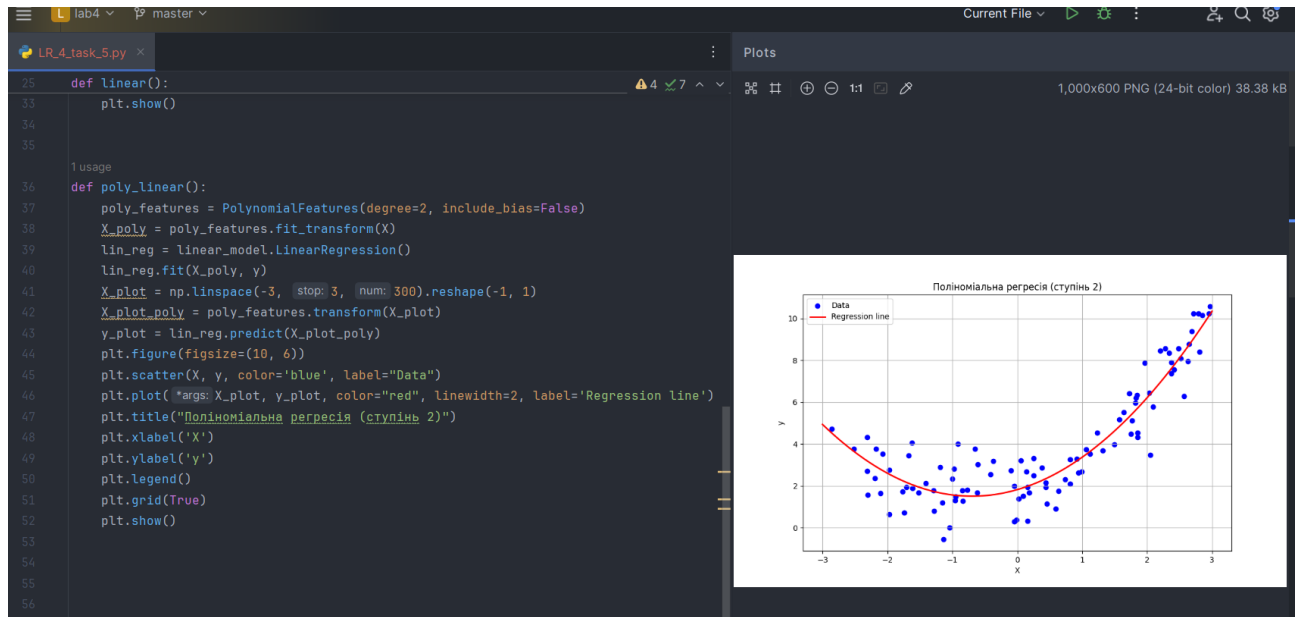 L lab4 master Current File
LR_4_task_5.py ×
Plots
25 def linear():
4 7
33 plt.show()
1:1
1,000x600 PNG (24-bit color) 38.38 kB
34
35
1 usage
36 def poly_linear():
37 poly_features = PolynomialFeatures(degree=2, include_bias=False)
38 X_poly = poly_features.fit_transform(X)
39 lin_reg = linear_model.LinearRegression()
40 lin_reg.fit(X_poly, y)
41 X_plot = np.linspace(-3, stop: 3, num: 300).reshape(-1, 1)
42 X_plot_poly = poly_features.transform(X_plot)
43 y_plot = lin_reg.predict(X_plot_poly)
44 plt.figure(figsize=(10, 6))
45 plt.scatter(X, y, color='blue', label="Data")
46 plt.plot( *args: X_plot, y_plot, color="red", linewidth=2, label='Regression line')
47 plt.title("Поліноміальна регресія (ступінь 2)")
48 plt.xlabel('X')
49 plt.ylabel('y')
50 plt.legend()
51 plt.grid(True)
52 plt.show()
53
54
55
56
Поліноміальна регресія (ступінь 2)
Data
Regression line
10
8
6
4
2
0
y
−3 −2 −1 0 1 2 3
X